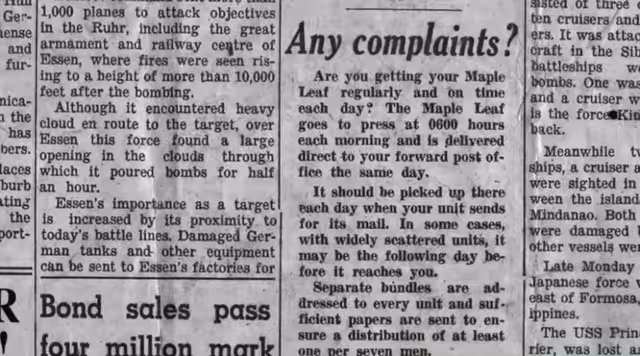 1,000 planes to attack objectives
in the Ruhr, including the great
armament and railway centre of
Essen, where fires were seen ris-
ing to a height of more than 10,000
feet after the bombing.
Although it encountered heavy
cloud en route to the target, over
Essen this force found a large
opening in the clouds through
which it poured bombs for half
an hour.
Essen's importance as a target
is increased by its proximity to
today's battle lines. Damaged Ger-
man tanks and other equipment
can be sent to Essen's factories for
Bond sales pass
four million mark
Any complaints?
Are you getting your Maple
Leaf regularly and on time
each day? The Maple Leaf
goes to press at 0600 hours
each morning and is delivered
direct to your forward post of-
fice the same day.
It should be picked up there
each day when your unit sends
for its mail. In some cases,
with widely scattered units, it
may be the following day be-
fore it reaches you.
Separate bundles are ad-
dressed to every unit and suf-
ficient papers are sent to en-
sure a distribution of at least
one per seven men.
sisted of three
ten cruisers and
ers. It was attac
craft in the Sib
battleships we
bombs. One was
and a cruiser w
is the force Kin
back.
Meanwhile tw
ships, a cruiser a
were sighted in
ween the island
Mindanao. Both
were damaged b
other vessels wer
Late Monday
Japanese force w
east of Formosa,
ippines.
The USS Prin
rier, was lost as